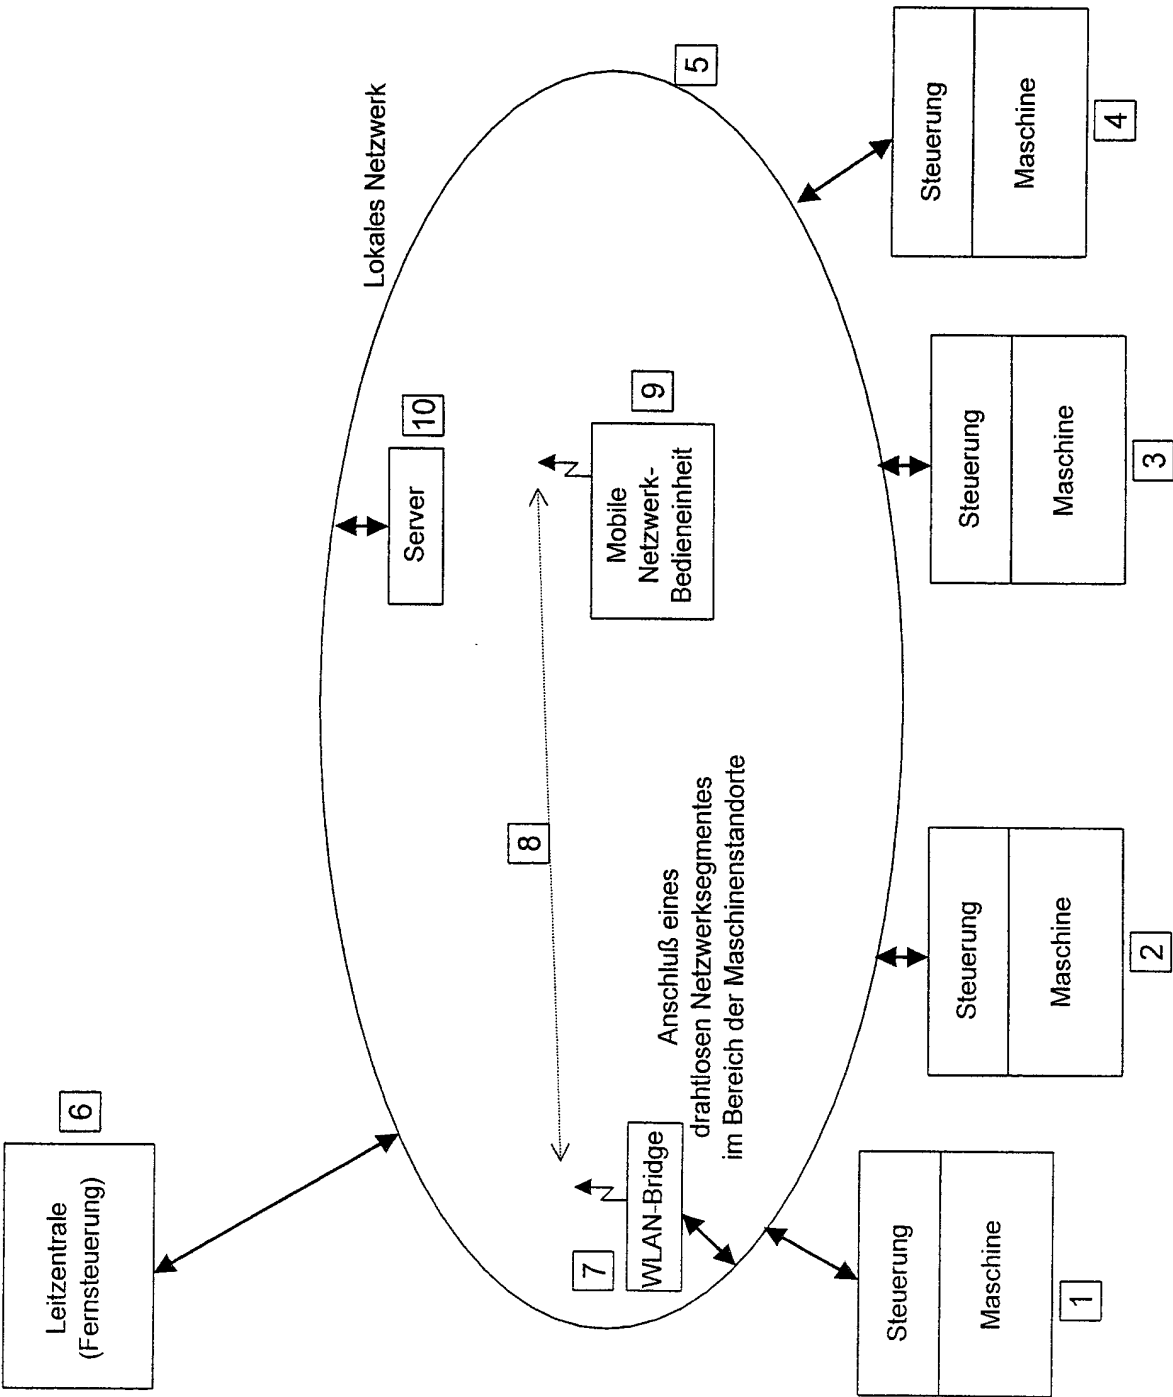 Leitzentrale
(Fernsteuerung)
6
Lokales Netzwerk
5
Server
10
8
Mobile
Netzwerk-
Bedieneinheit
9
7
WLAN-Bridge
Anschluß eines
drahtlosen Netzwerksegmentes
im Bereich der Maschinenstandorte
Steuerung
Maschine
1
Steuerung
Maschine
2
Steuerung
Maschine
3
Steuerung
Maschine
4